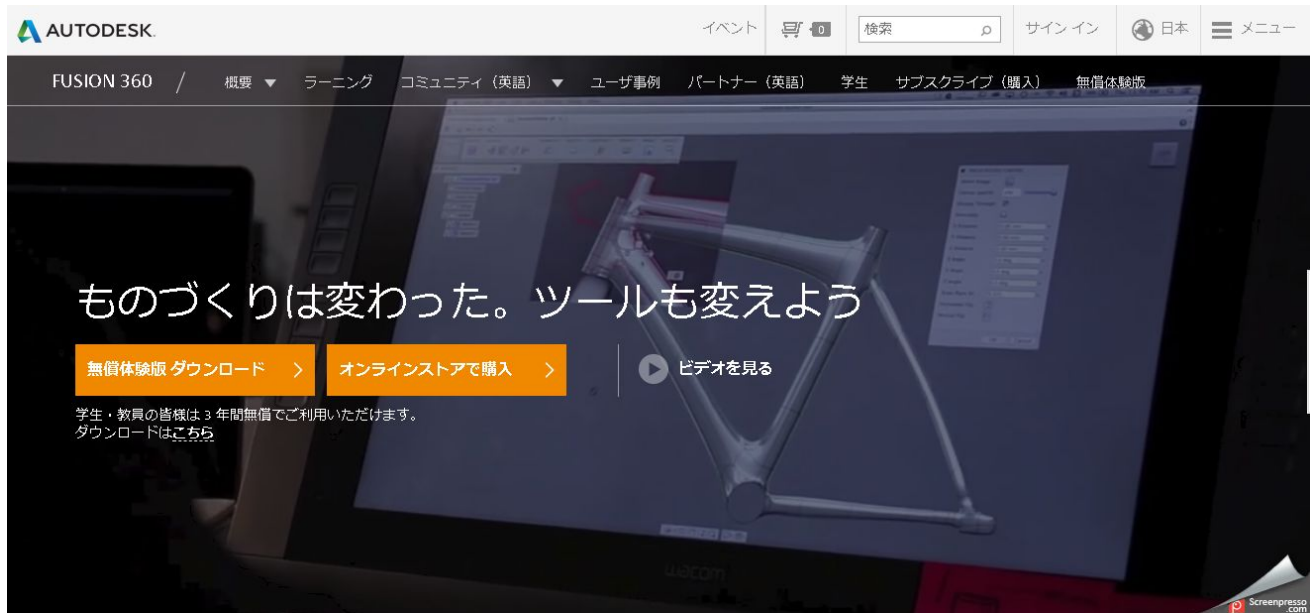 AUTODESK.
イベント
0
検索
サイン イン
日本
メニュー
FUSION 360 / 概要 ▼ ラーニング コミュニティ（英語） ▼ ユーザ事例 パートナー（英語） 学生 サブスクライブ（購入） 無償体験版
ものづくりは変わった。ツールも変えよう
無償体験版 ダウンロード
オンラインストアで購入
ビデオを見る
学生・教員の皆様は 3 年間無償でご利用いただけます。
ダウンロードはこちら
wacom
Screenpresso
.com